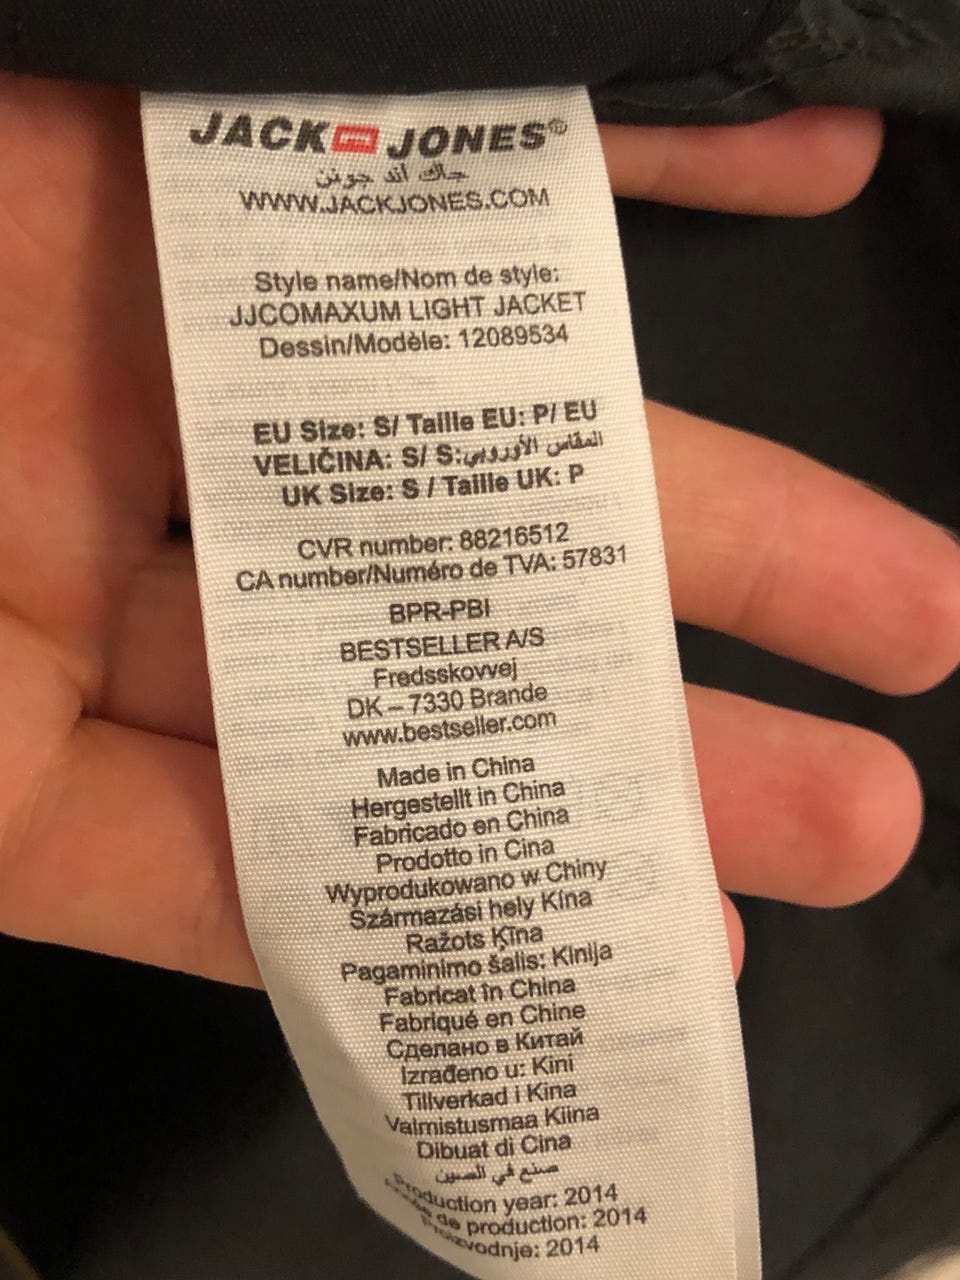 JACK JONES®
جاك أند جونز
WWW.JACKJONES.COM
Style name/Nom de style:
JJCOMAXUM LIGHT JACKET
Dessin/Modèle: 12089534
EU Size: S/ Taille EU: P/ EU
VELIČINA: S/ S:المقاس الأوروبي
UK Size: S / Taille UK: P
CVR number: 88216512
CA number/Numéro de TVA: 57831
BPR-PBI
BESTSELLER A/S
Fredsskovvej
DK – 7330 Brande
www.bestseller.com
Made in China
Hergestellt in China
Fabricado en China
Prodotto in Cina
Wyprodukowano w Chiny
Származási hely Kína
Ražots Ķīna
Pagaminimo šalis: Kinija
Fabricat în China
Fabriqué en Chine
Сделано в Китай
Izrađeno u: Kini
Tillverkad i Kina
Valmistusmaa Kiina
Dibuat di Cina
صنع في الصين
Production year: 2014
de production: 2014
Proizvodnje: 2014